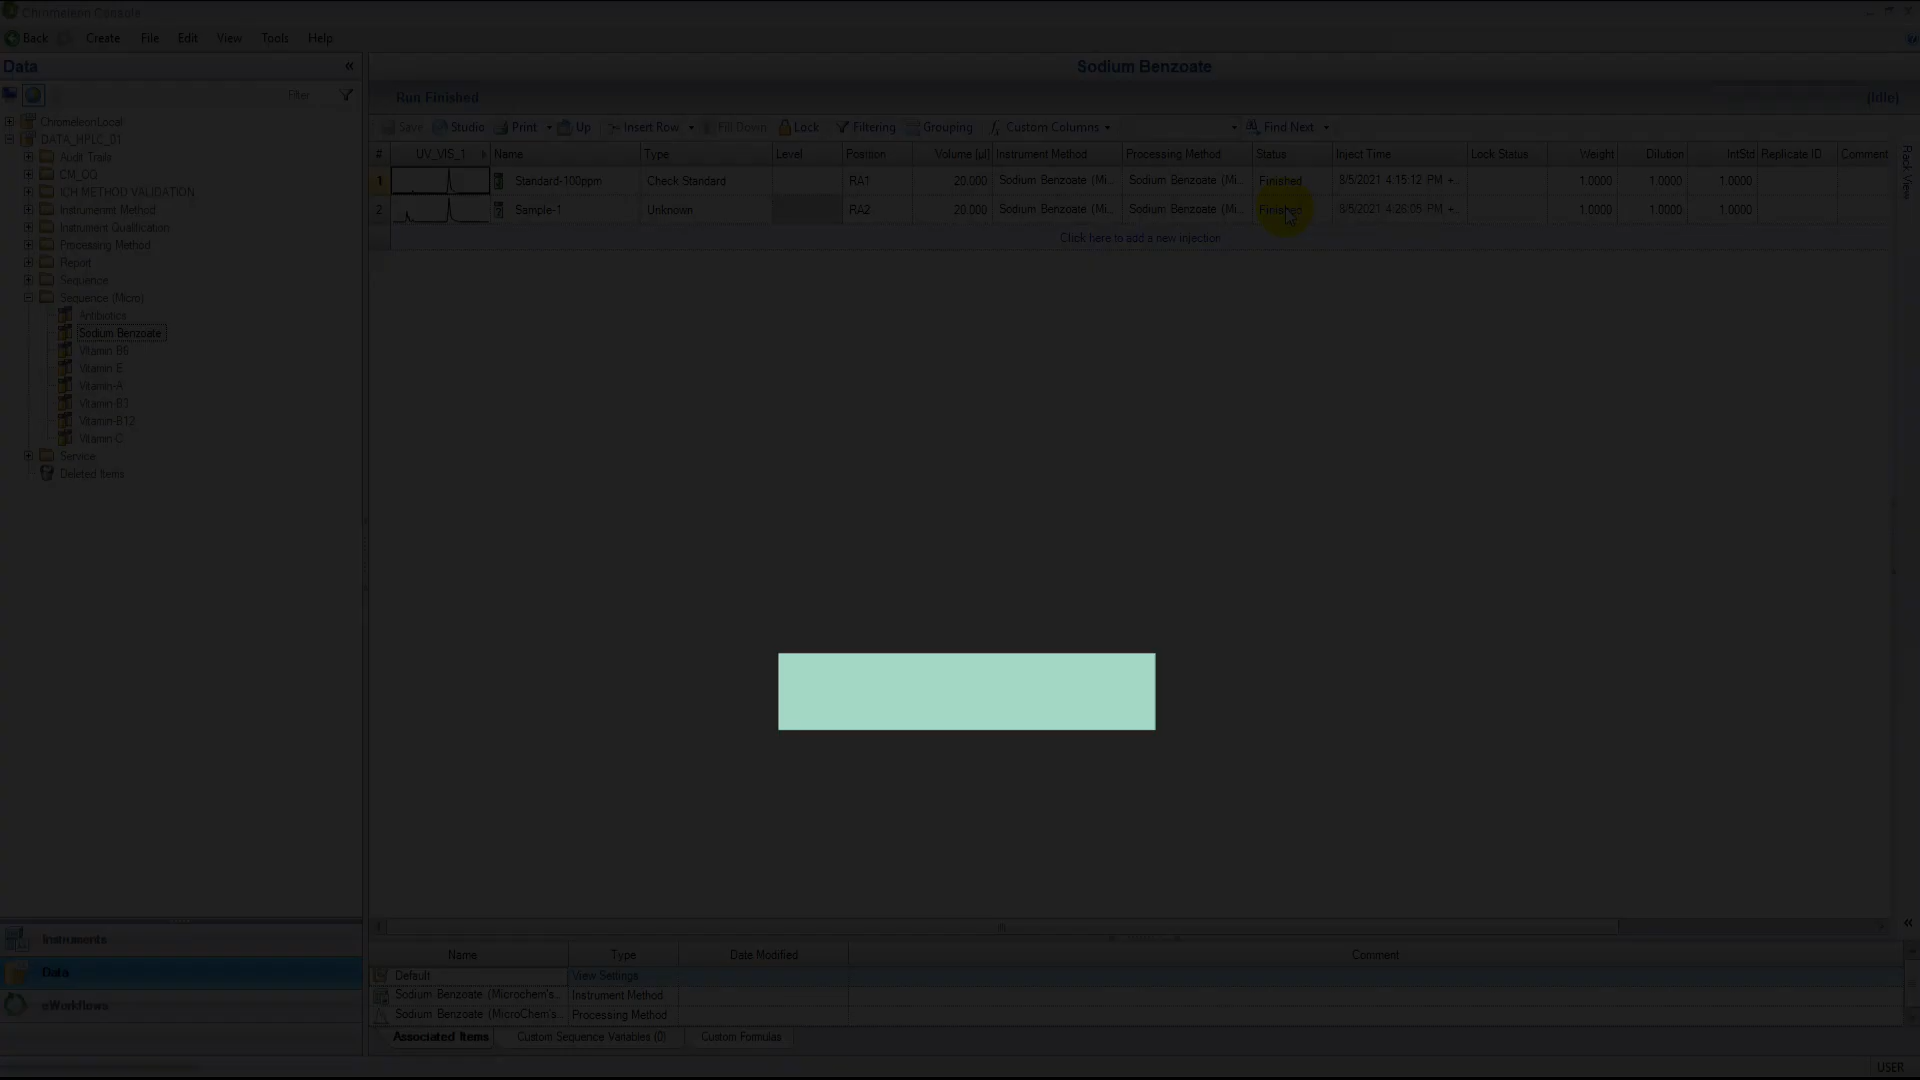 Chromeleon Console
Back Create File Edit View Tools Help
Data «
Sodium Benzoate
Run Finished
(Idle)
Filter
Save Studio Print Up Insert Row Fill Down Lock Filtering Grouping Custom Columns Find Next
# UV_VIS_1 Name Type Level Position Volume [µl] Instrument Method Processing Method Status Inject Time Lock Status Weight Dilution IntStd Replicate ID Comment
1 Standard-100ppm Check Standard RA1 20.000 Sodium Benzoate (Mi... Sodium Benzoate (Mi... Finished 8/5/2021 4:15:12 PM +... 1.0000 1.0000 1.0000
2 Sample-1 Unknown RA2 20.000 Sodium Benzoate (Mi... Sodium Benzoate (Mi... Finished 8/5/2021 4:26:05 PM +... 1.0000 1.0000 1.0000
Click here to add a new injection
Rack View
ChromeleonLocal
DATA_HPLC_01
Audit Trails
CM_OQ
ICH METHOD VALIDATION
Instrumenmt Method
Instrument Qualification
Processing Method
Report
Sequence
Sequence (Micro)
Antibiotics
Sodium Benzoate
Vitamin B6
Vitamin E
Vitamin-A
Vitamin-B3
Vitamin-B12
Vitamin-C
Service
Deleted Items
Instruments
Data
eWorkflows
Name Type Date Modified Comment
Default View Settings
Sodium Benzoate (Microchem's... Instrument Method
Sodium Benzoate (MicroChem's... Processing Method
Associated Items Custom Sequence Variables (0) Custom Formulas
USER